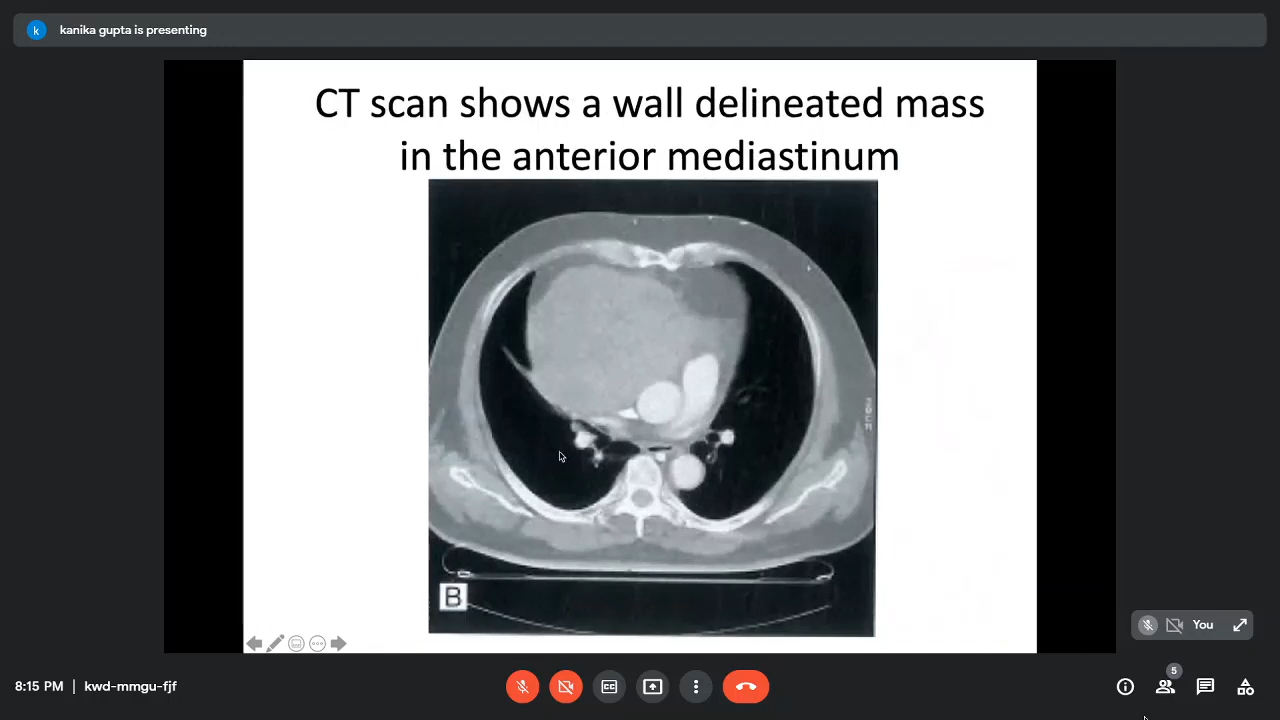 k kanika gupta is presenting
CT scan shows a wall delineated mass
in the anterior mediastinum
B
You
8:15 PM | kwd-mmgu-fjf
CC
5